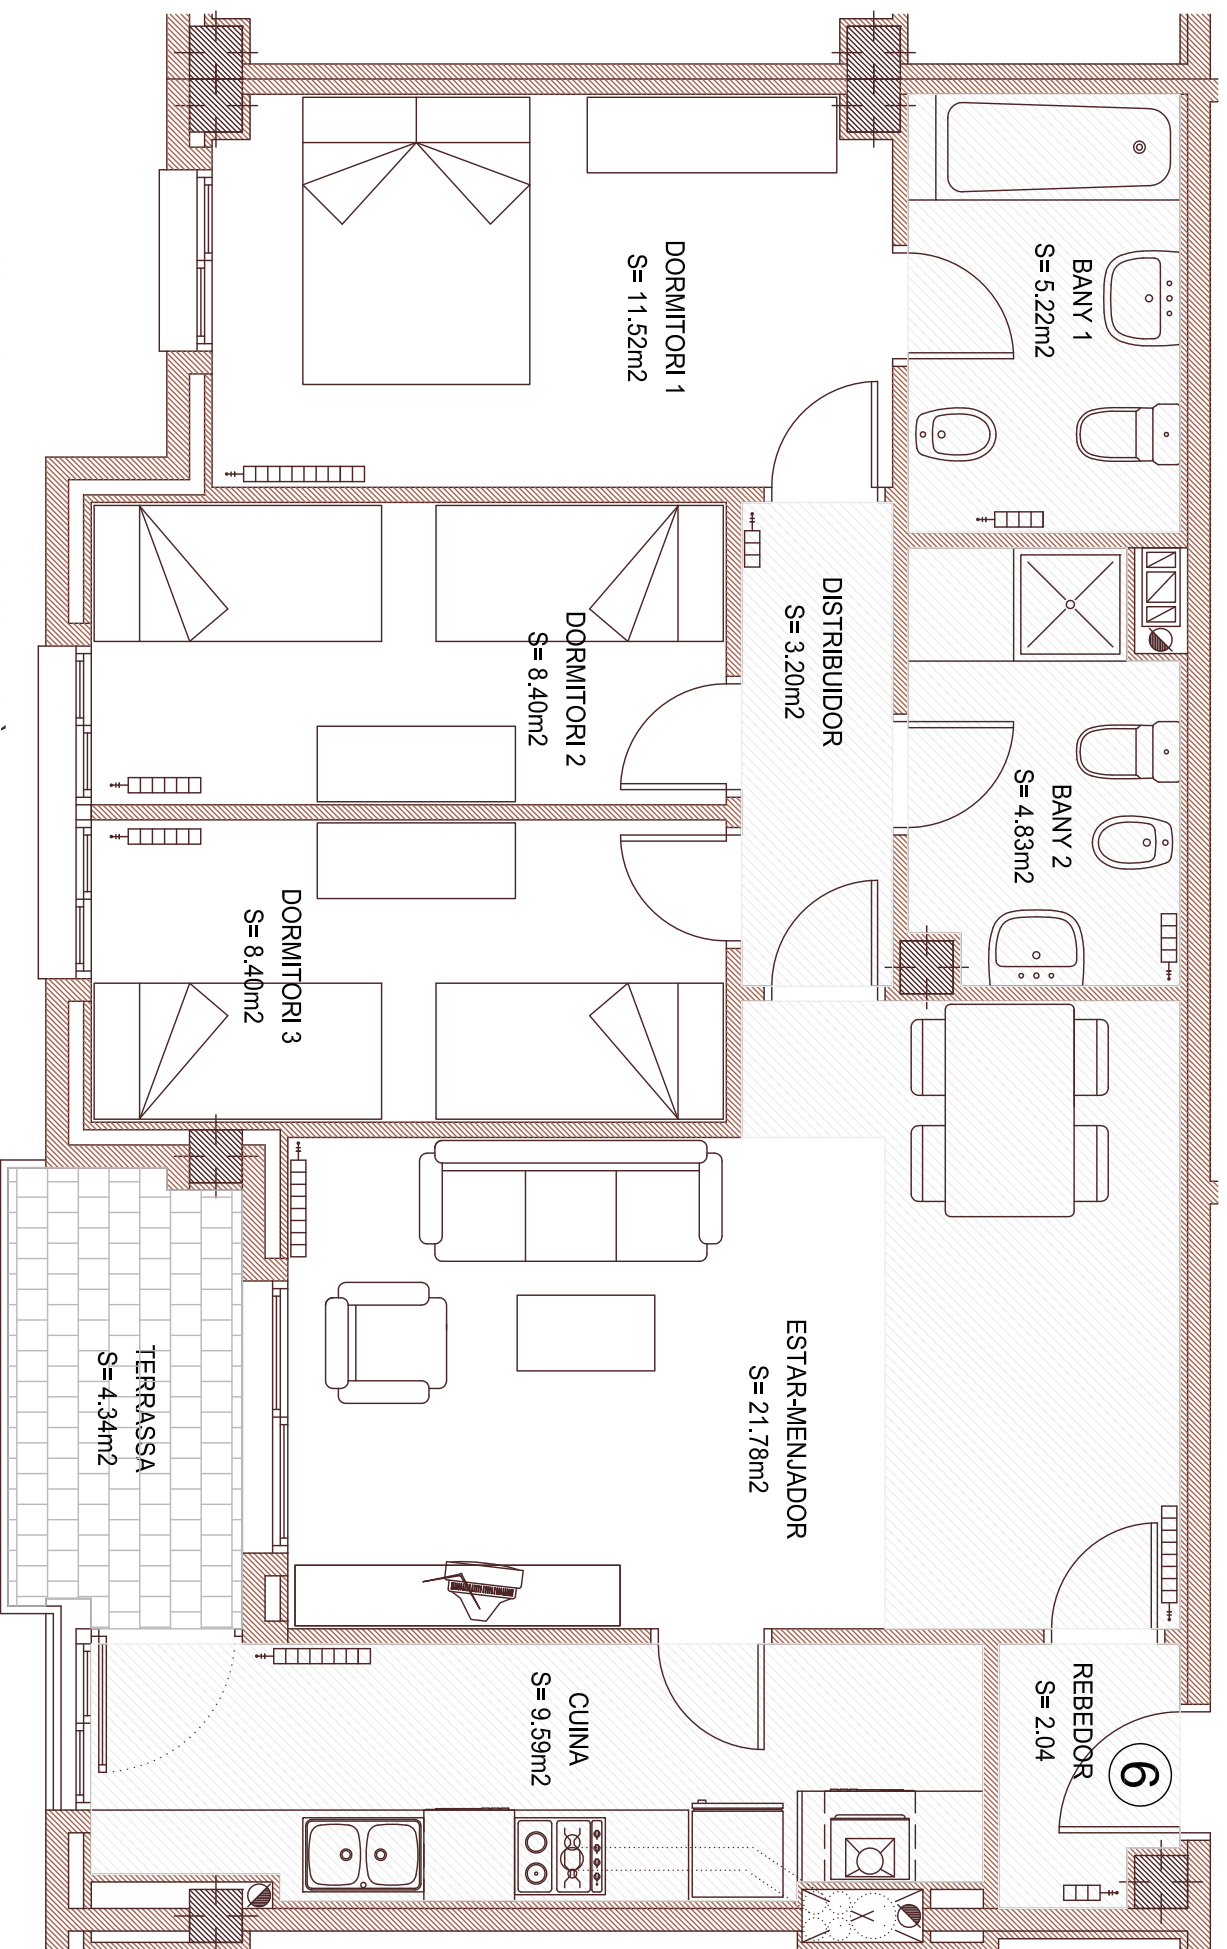 BANY 1
S= 5.22m2
DORMITORI 1
S= 11.52m2
DISTRIBUIDOR
S= 3.20m2
DORMITORI 2
S= 8.40m2
BANY 2
S= 4.83m2
DORMITORI 3
S= 8.40m2
ESTAR-MENJADOR
S= 21.78m2
TERRASSA
S= 4.34m2
REBEDOR
S= 2.04
6
CUINA
S= 9.59m2